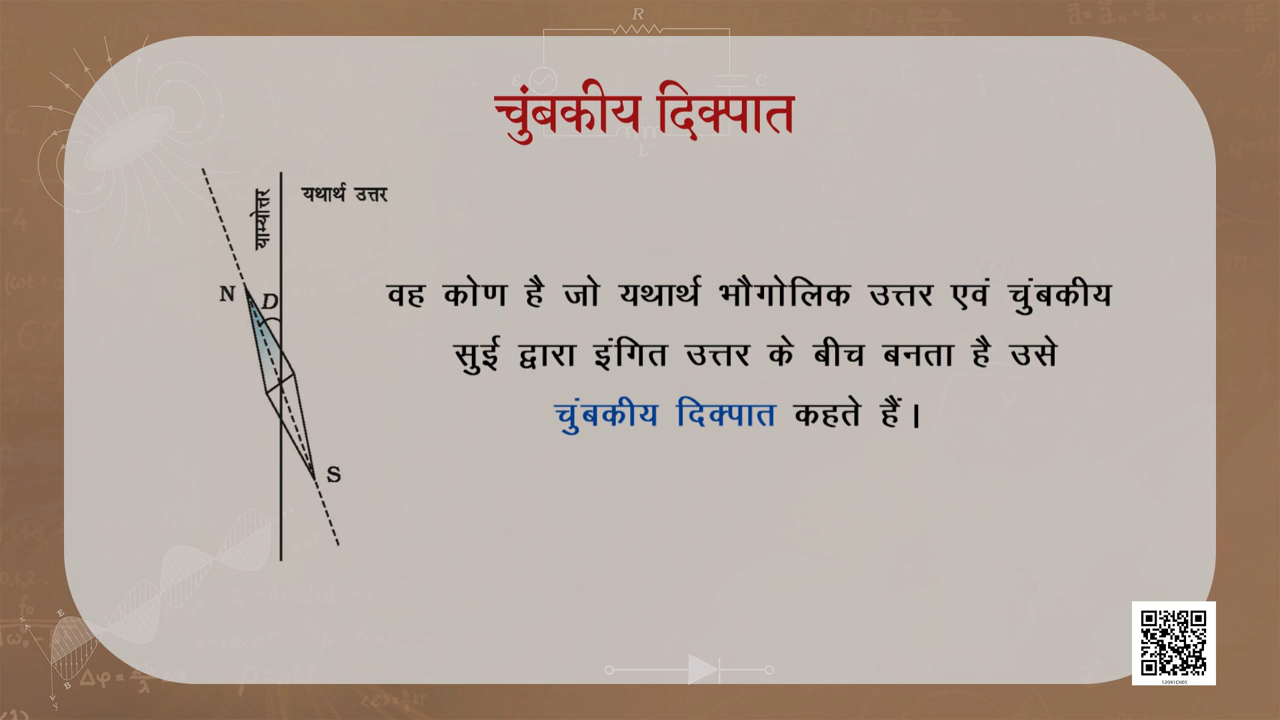 चुंबकीय दिक्पात
याम्योत्तर
यथार्थ उत्तर
N
D
S
वह कोण है जो यथार्थ भौगोलिक उत्तर एवं चुंबकीय
सुई द्वारा इंगित उत्तर के बीच बनता है उसे
चुंबकीय दिक्पात कहते हैं।
R
C
L
E
B